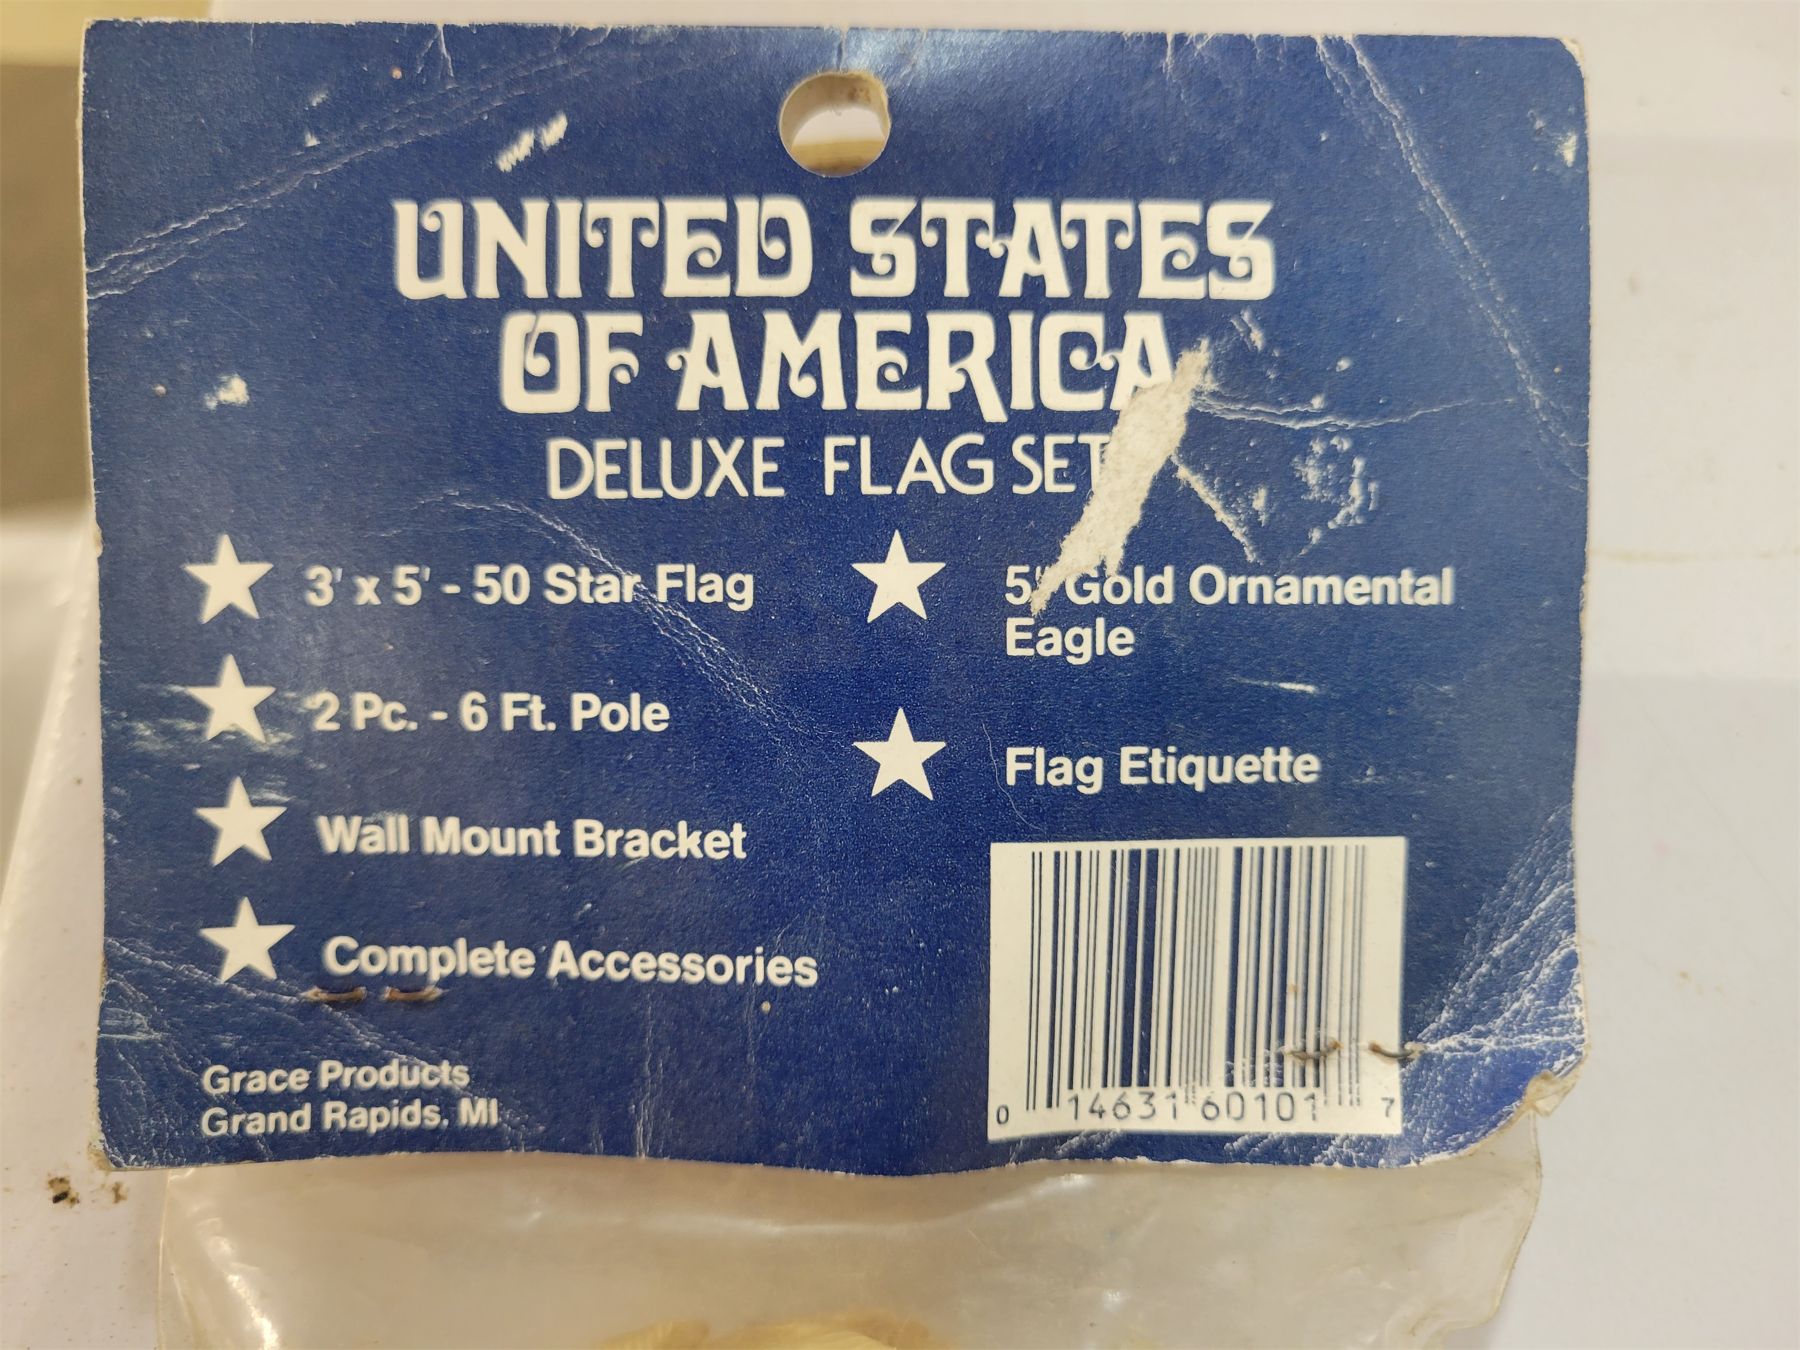 UNITED STATES
OF AMERICA
DELUXE FLAG SET
3' x 5' - 50 Star Flag
2 Pc. - 6 Ft. Pole
Wall Mount Bracket
Complete Accessories
5" Gold Ornamental
Eagle
Flag Etiquette
Grace Products
Grand Rapids, MI
0 14631 60101 7